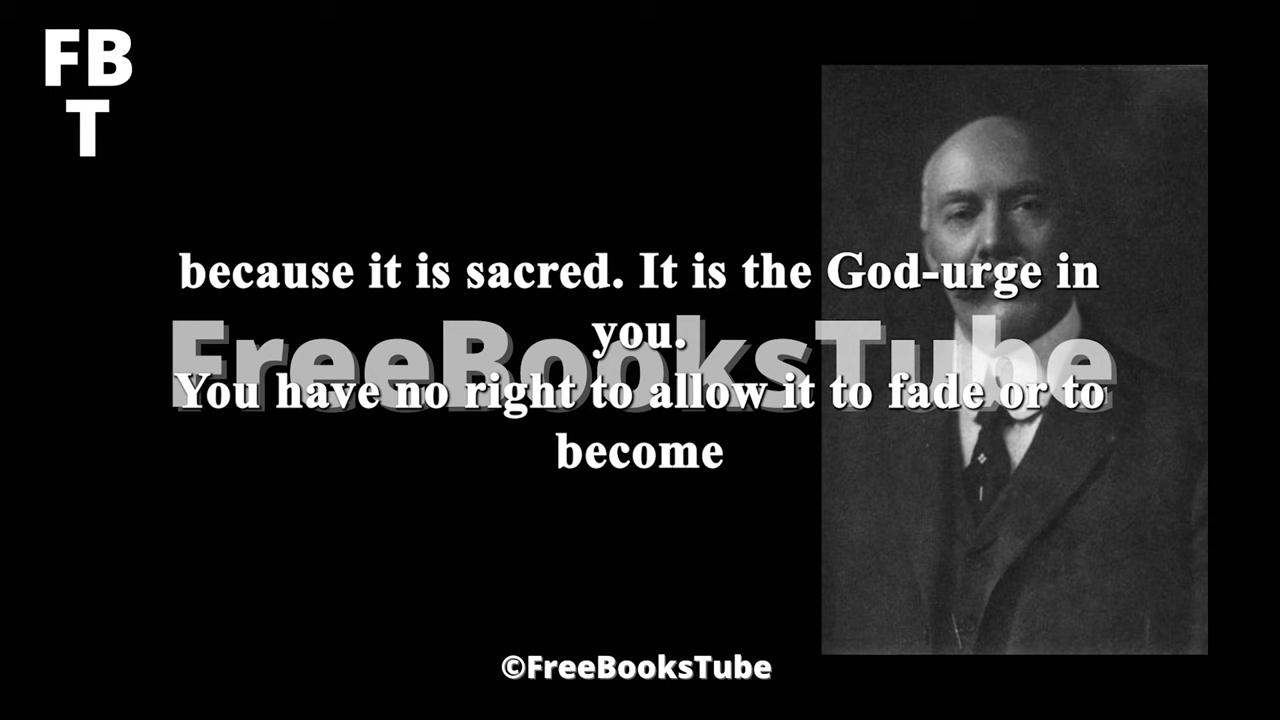 FB
T
because it is sacred. It is the God-urge in
you.
FreeBooksTube
You have no right to allow it to fade or to
become
©FreeBooksTube